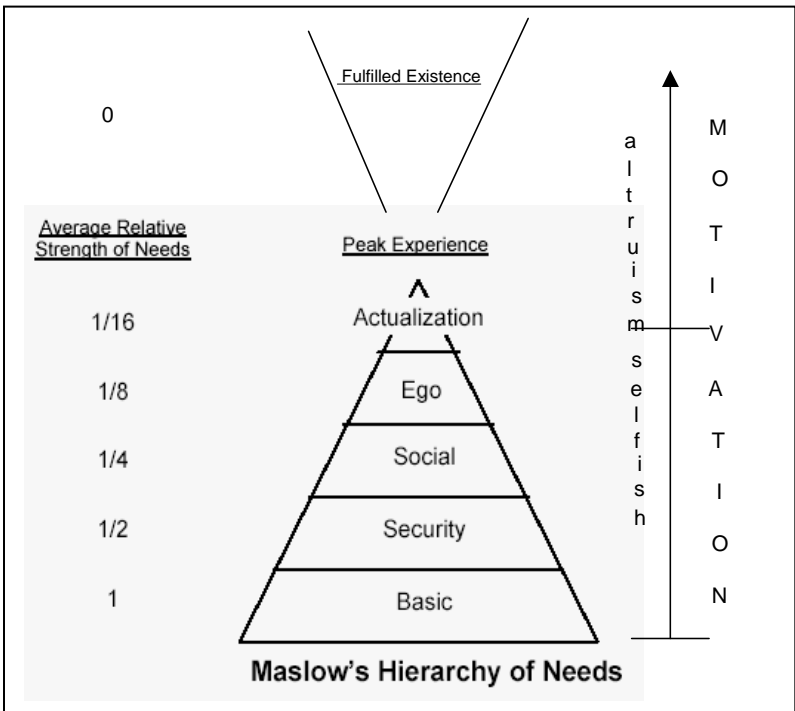 Fulfilled Existence
0
Average Relative
Strength of Needs
Peak Experience
1/16
Actualization
1/8
Ego
1/4
Social
1/2
Security
1
Basic
Maslow's Hierarchy of Needs
altruism selfish
MOTIVATION